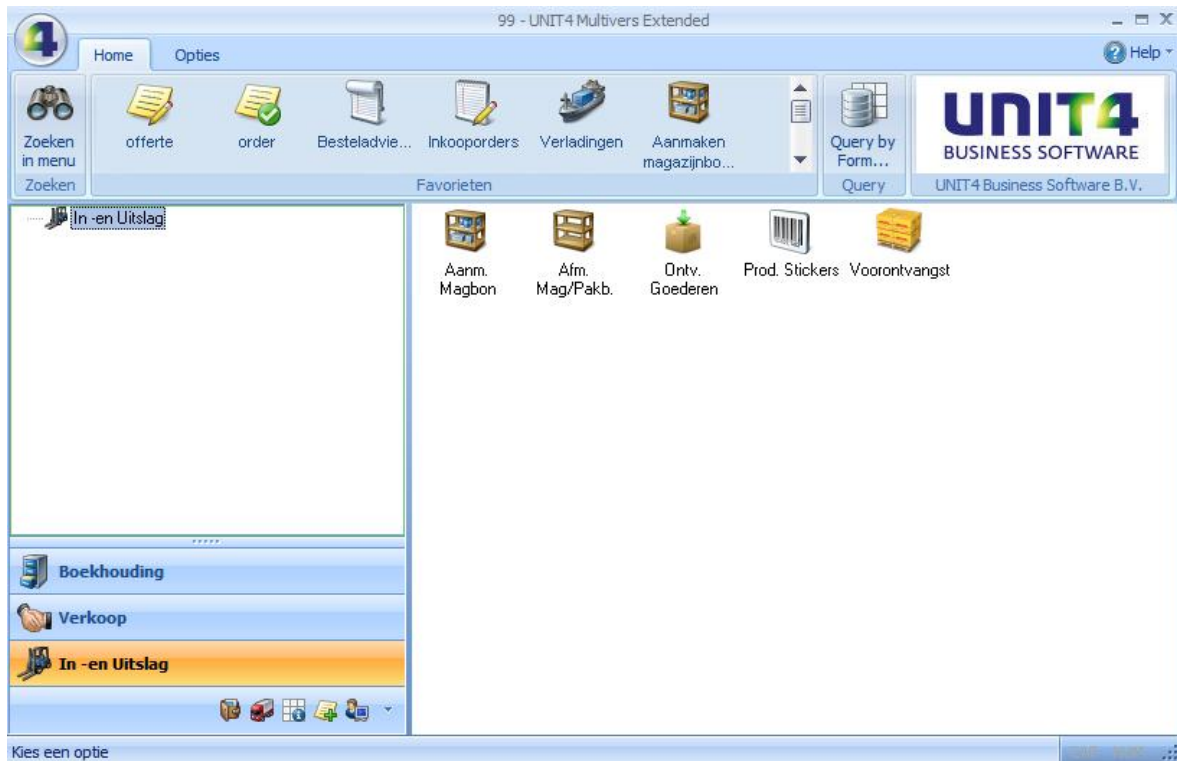 99 - UNIT4 Multivers Extended
4
Home Opties Help
Zoeken
in menu
offerte
order
Besteladvie...
Inkooporders
Verladingen
Aanmaken
magazijnbo...
Query by
Form...
UNIT4
BUSINESS SOFTWARE
Zoeken
Favorieten
Query
UNIT4 Business Software B.V.
In -en Uitslag
Aanm.
Magbon
Afm.
Mag/Pakb.
Ontv.
Goederen
Prod. Stickers
Voorontvangst
Boekhouding
Verkoop
In -en Uitslag
Kies een optie